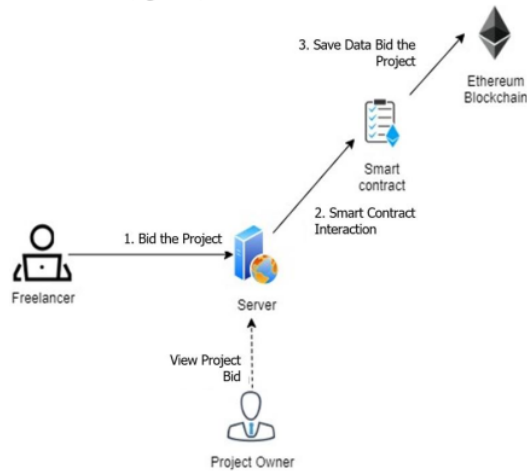 3. Save Data Bid the
Project
Ethereum
Blockchain
Smart
contract
2. Smart Contract
Interaction
1. Bid the Project
Freelancer
Server
View Project
Bid
Project Owner